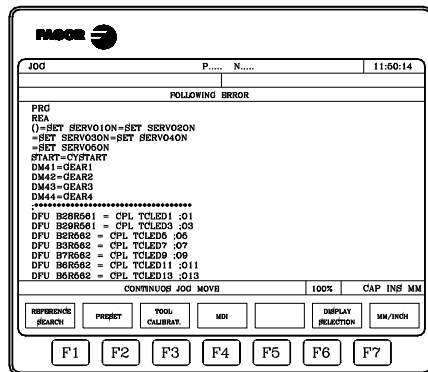 FAGOR
JOG P..... N..... 11:50:14
FOLLOWING ERROR
PRG
REA
()=SET SERVO1ON=SET SERVO2ON
=SET SERVO3ON=SET SERVO4ON
=SET SERVO5ON
START=CYSTART
DM41=GEAR1
DM42=GEAR2
DM43=GEAR3
DM44=GEAR4
;************************************
DFU B28R561 = CPL TCLED1 ;01
DFU B29R561 = CPL TCLED3 ;03
DFU B2R562 = CPL TCLED5 ;05
DFU B3R562 = CPL TCLED7 ;07
DFU B7R562 = CPL TCLED9 ;09
DFU B6R562 = CPL TCLED11 ;011
DFU B5R562 = CPL TCLED13 ;013
CONTINUOS JOG MOVE 100% CAP INS MM
REFERENCE SEARCH
PRESET
TOOL CALIBRAT.
MDI
DISPLAY SELECTION
MM/INCH
F1 F2 F3 F4 F5 F6 F7